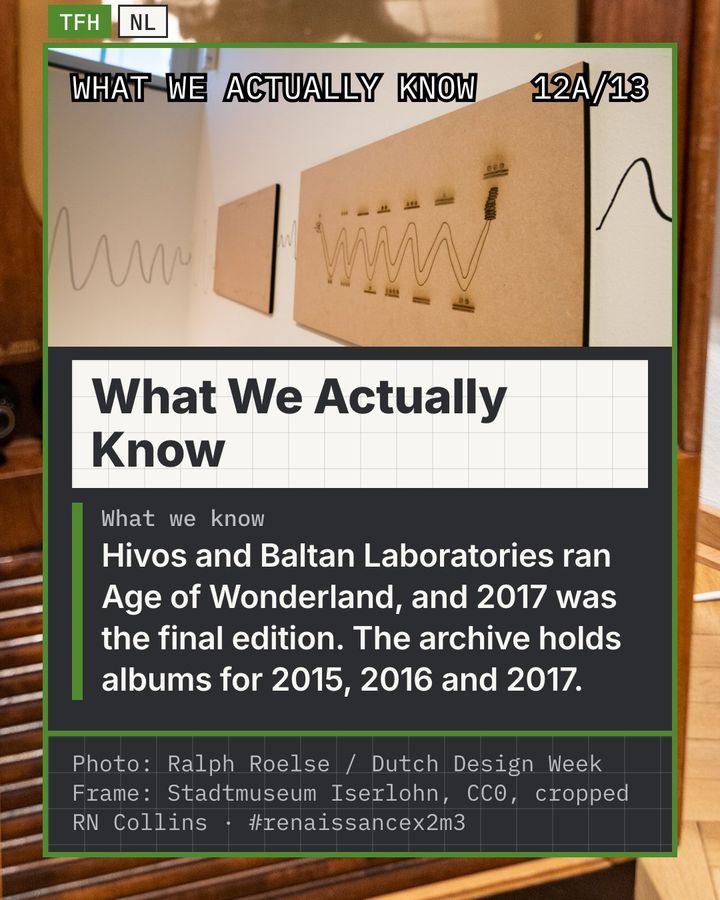 TFH NL
WHAT WE ACTUALLY KNOW 12A/13
What We Actually
Know
What we know
Hivos and Baltan Laboratories ran
Age of Wonderland, and 2017 was
the final edition. The archive holds
albums for 2015, 2016 and 2017.
Photo: Ralph Roelse / Dutch Design Week
Frame: Stadtmuseum Iserlohn, CC0, cropped
RN Collins · #renaissancex2m3